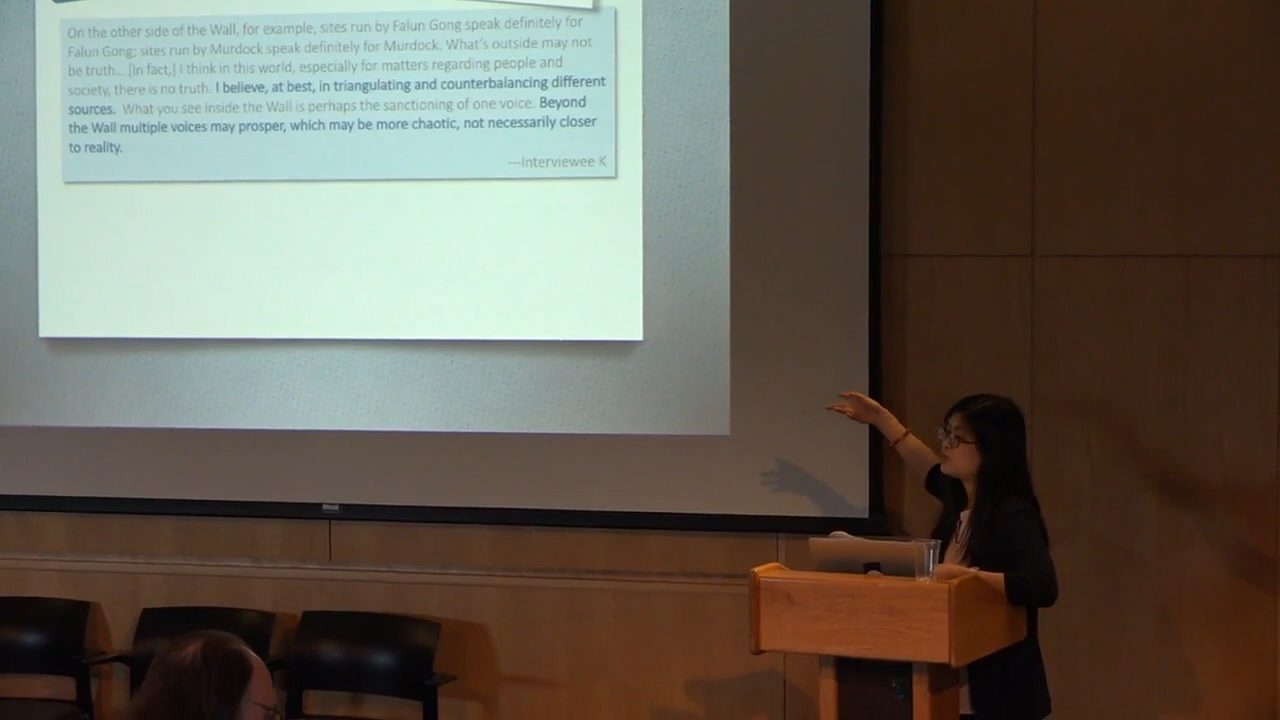 On the other side of the Wall, for example, sites run by Falun Gong speak definitely for
Falun Gong; sites run by Murdock speak definitely for Murdock. What's outside may not
be truth... [In fact,] I think in this world, especially for matters regarding people and
society, there is no truth. I believe, at best, in triangulating and counterbalancing different
sources. What you see inside the Wall is perhaps the sanctioning of one voice. Beyond
the Wall multiple voices may prosper, which may be more chaotic, not necessarily closer
to reality.
—Interviewee K